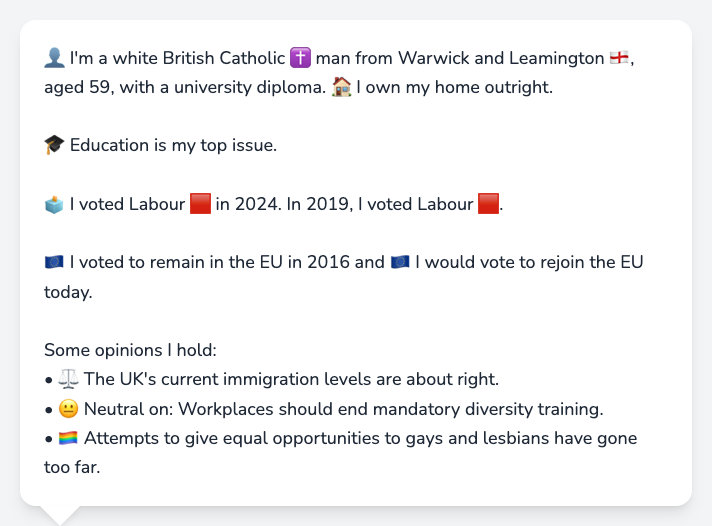 👤 I'm a white British Catholic ✝️ man from Warwick and Leamington 🏴󠁧󠁢󠁥󠁮󠁧󠁿,
aged 59, with a university diploma. 🏠 I own my home outright.
🎓 Education is my top issue.
🗳️ I voted Labour 🟥 in 2024. In 2019, I voted Labour 🟥.
🇪🇺 I voted to remain in the EU in 2016 and 🇪🇺 I would vote to rejoin the EU
today.
Some opinions I hold:
• ⚖️ The UK's current immigration levels are about right.
• 😐 Neutral on: Workplaces should end mandatory diversity training.
• 🏳️‍🌈 Attempts to give equal opportunities to gays and lesbians have gone
too far.